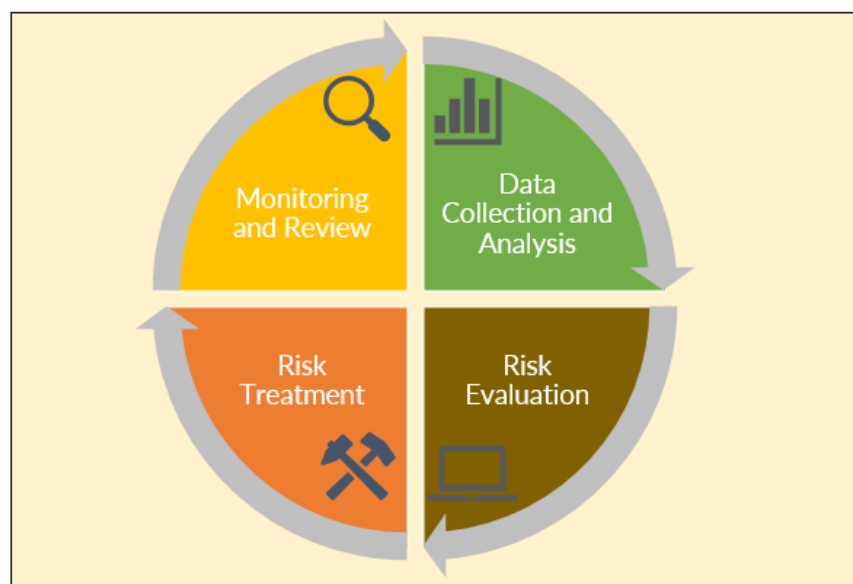 Monitoring
and Review
Data
Collection and
Analysis
Risk
Treatment
Risk
Evaluation